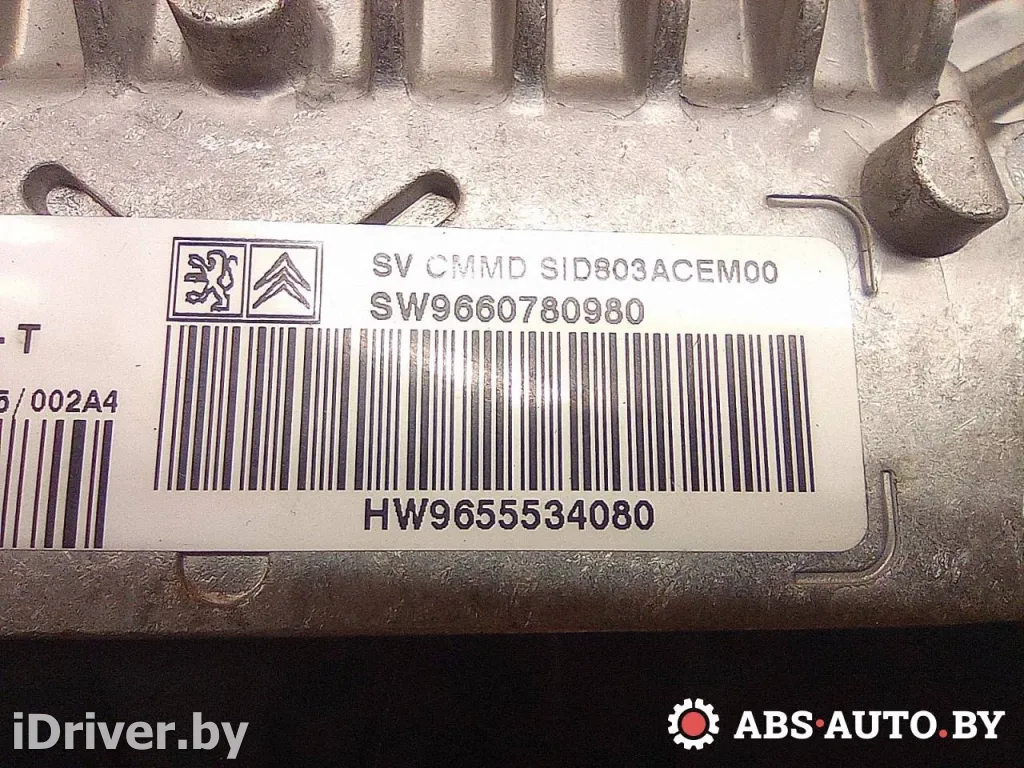 SV CMMD SID803ACEM00
SW9660780980
- T
5/002A4
HW9655534080
iDriver.by
ABS·AUTO.BY